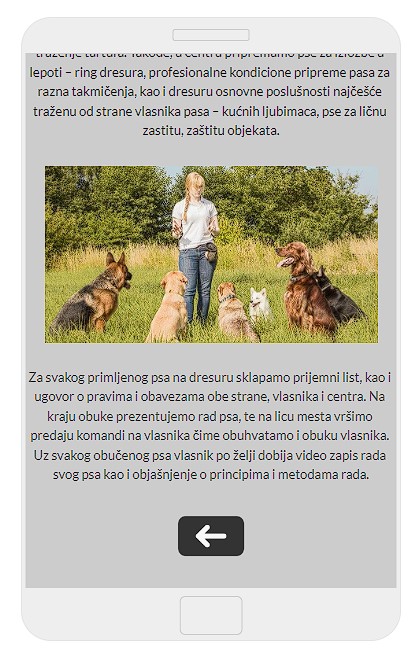 traženje tartufa. Takođe, u centru pripremamo pse za izložbe u
lepoti – ring dresura, profesionalne kondicione pripreme pasa za
razna takmičenja, kao i dresuru osnovne poslušnosti najčešće
traženu od strane vlasnika pasa – kućnih ljubimaca, pse za ličnu
zastitu, zaštitu objekata.
Za svakog primljenog psa na dresuru sklapamo prijemni list, kao i
ugovor o pravima i obavezama obe strane, vlasnika i centra. Na
kraju obuke prezentujemo rad psa, te na licu mesta vršimo
predaju komandi na vlasnika čime obuhvatamo i obuku vlasnika.
Uz svakog obučenog psa vlasnik po želji dobija video zapis rada
svog psa kao i objašnjenje o principima i metodama rada.